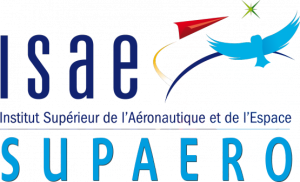 isae
Institut Supérieur de l'Aéronautique et de l'Espace
SUPAERO